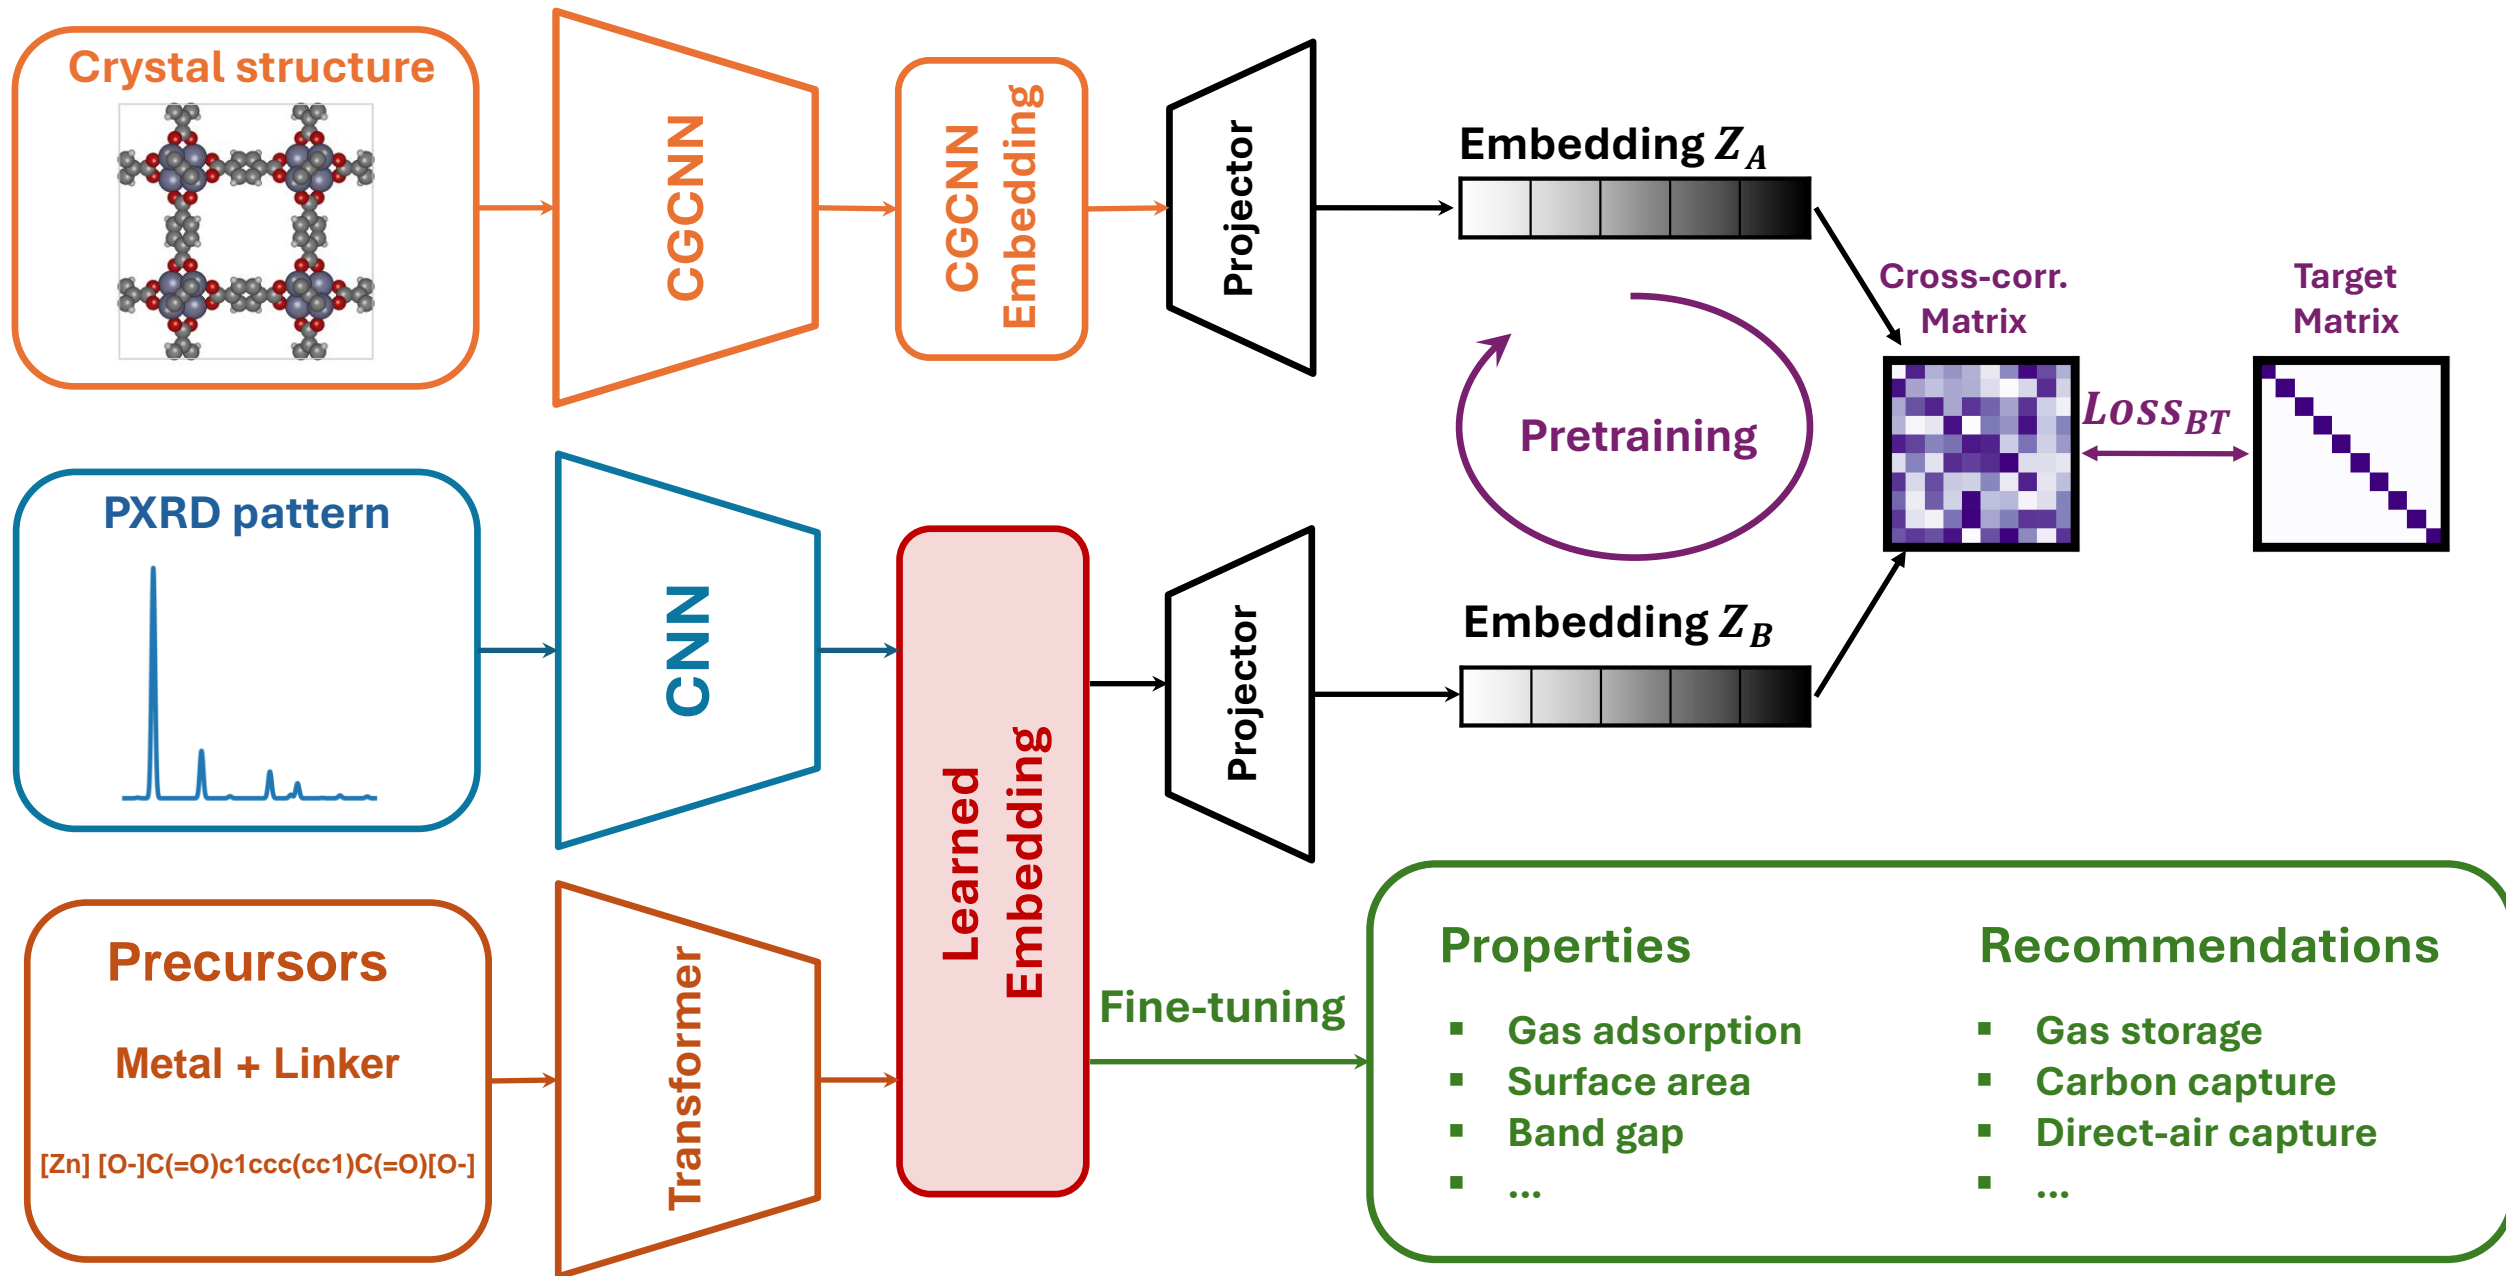 Crystal structure
CGCNN
CGCNN
Embedding
Projector
Embedding Z_A
Cross-corr.
Matrix
Target
Matrix
Loss_BT
Pretraining
PXRD pattern
CNN
Learned
Embedding
Projector
Embedding Z_B
Precursors
Metal + Linker
[Zn] [O-]C(=O)c1ccc(cc1)C(=O)[O-]
Transformer
Fine-tuning
Properties
▪ Gas adsorption
▪ Surface area
▪ Band gap
▪ ...
Recommendations
▪ Gas storage
▪ Carbon capture
▪ Direct-air capture
▪ ...